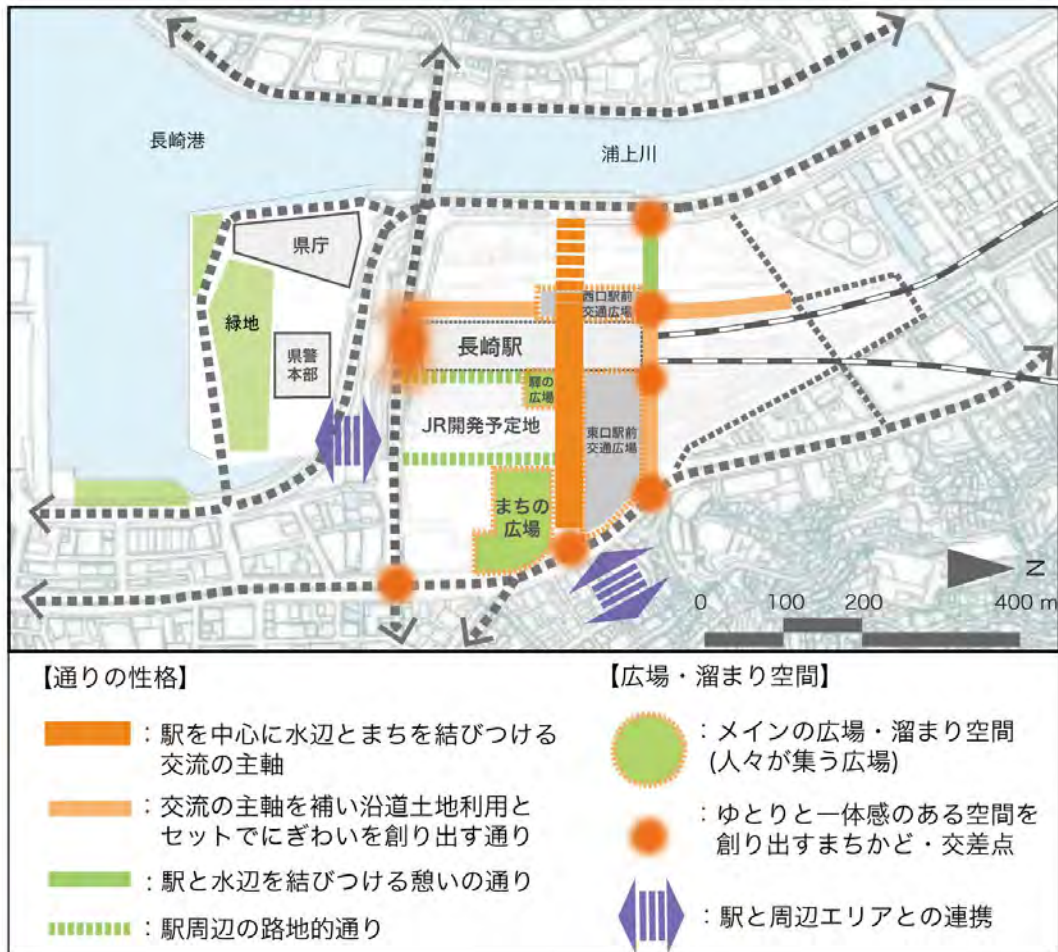 長崎港
浦上川
県庁
西口駅前
交通広場
緑地
長崎駅
県警
本部
駅の
広場
JR開発予定地
東口駅前
交通広場
まちの
広場
N
0 100 200 400 m
【通りの性格】
：駅を中心に水辺とまちを結びつける
交流の主軸
：交流の主軸を補い沿道土地利用と
セットでにぎわいを創り出す通り
：駅と水辺を結びつける憩いの通り
：駅周辺の路地的通り
【広場・溜まり空間】
：メインの広場・溜まり空間
(人々が集う広場)
：ゆとりと一体感のある空間を
創り出すまちかど・交差点
：駅と周辺エリアとの連携